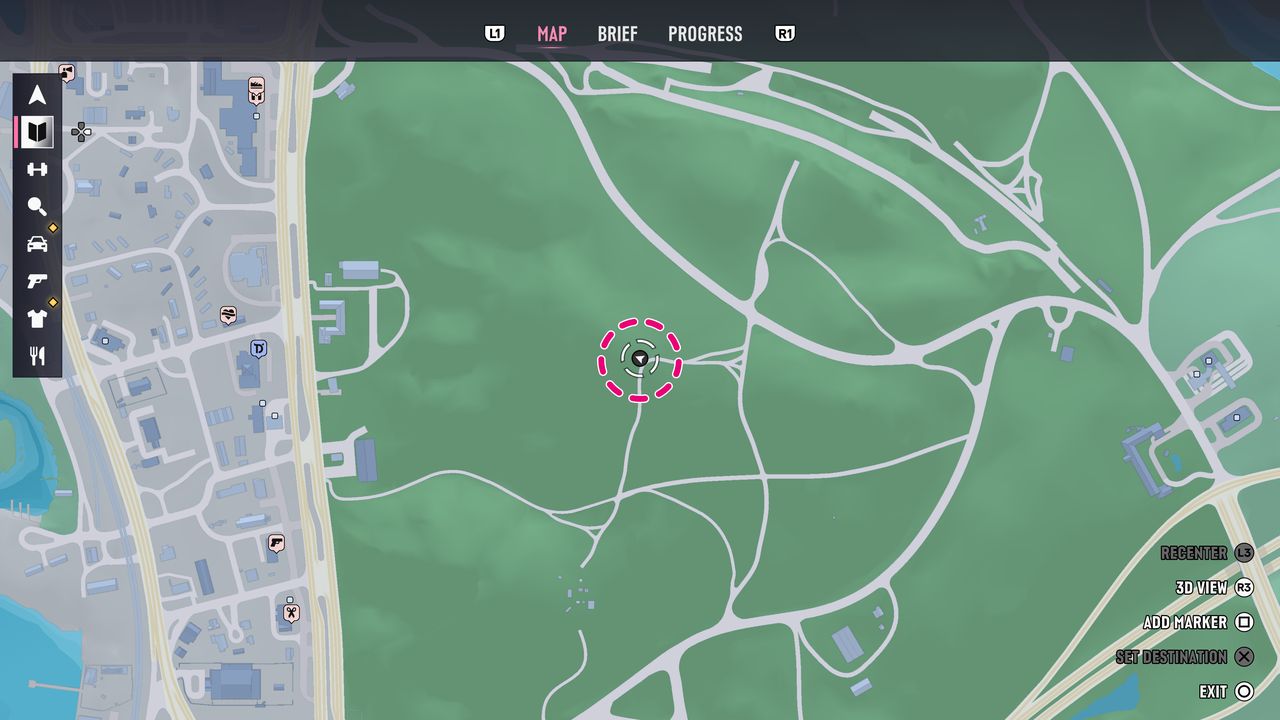 L1 MAP BRIEF PROGRESS R1
D
RECENTER L3
3D VIEW R3
ADD MARKER
SET DESTINATION
EXIT